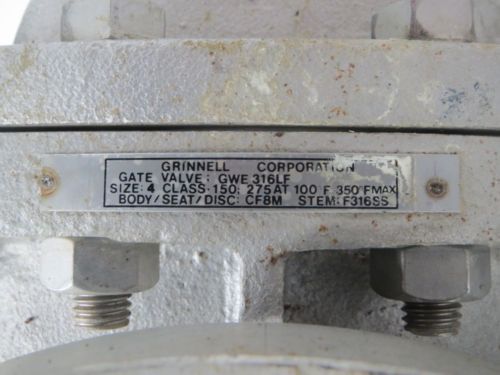 GRINNELL CORPORATION
GATE VALVE: GWE 316LF
SIZE: 4 CLASS·150; 275 AT 100 F 350°F MAX
BODY/SEAT/DISC: CF8M STEM: F316SS